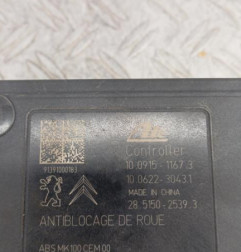 Controller
10.0915-1167.3
10.0622-3043.1
MADE IN CHINA
28.5150-2539.3
ANTIBLOCAGE DE ROUE
ABS MK100 CEM 00